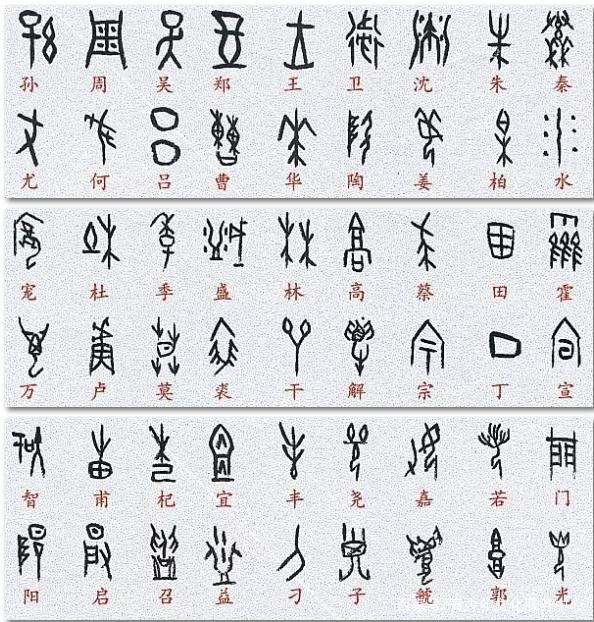 孙 周 吴 郑 王 卫 沈 朱 秦
尤 何 吕 曹 华 陶 姜 柏 水
宠 杜 季 盛 林 高 蔡 田 霍
万 卢 莫 裘 干 解 宗 丁 宣
智 甫 杞 宜 丰 尧 嘉 若 门
阳 启 召 益 刁 子 虢 郭 光